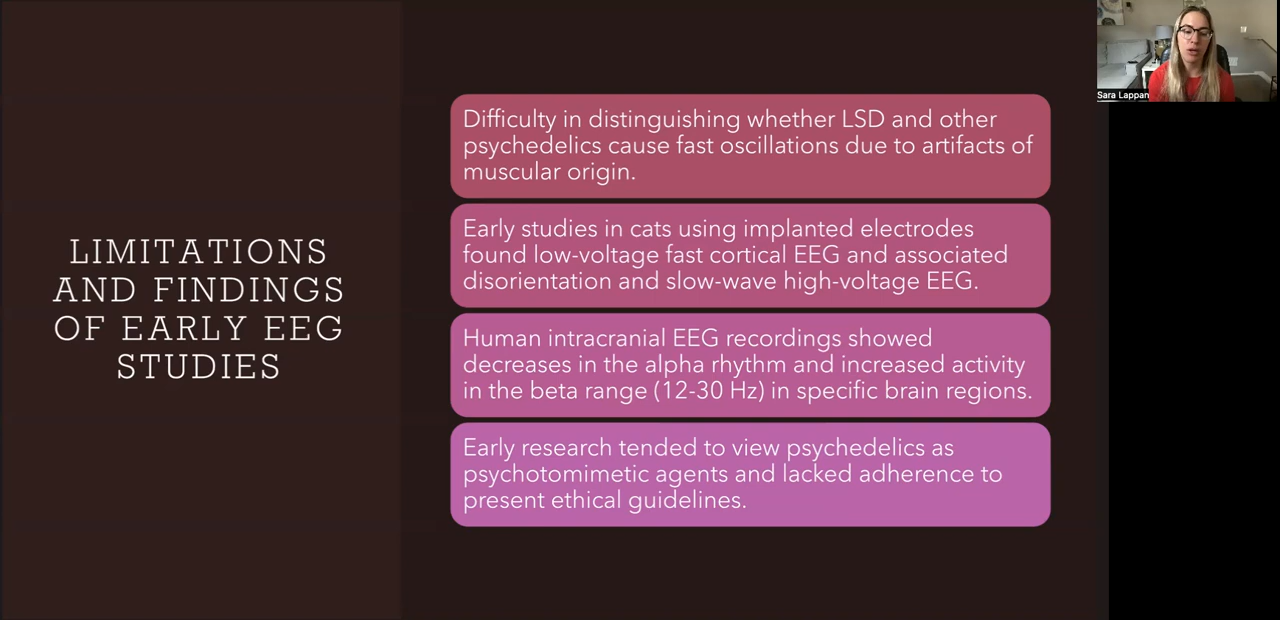 LIMITATIONS
AND FINDINGS
OF EARLY EEG
STUDIES
Difficulty in distinguishing whether LSD and other
psychedelics cause fast oscillations due to artifacts of
muscular origin.
Early studies in cats using implanted electrodes
found low-voltage fast cortical EEG and associated
disorientation and slow-wave high-voltage EEG.
Human intracranial EEG recordings showed
decreases in the alpha rhythm and increased activity
in the beta range (12-30 Hz) in specific brain regions.
Early research tended to view psychedelics as
psychotomimetic agents and lacked adherence to
present ethical guidelines.
Sara Lappan